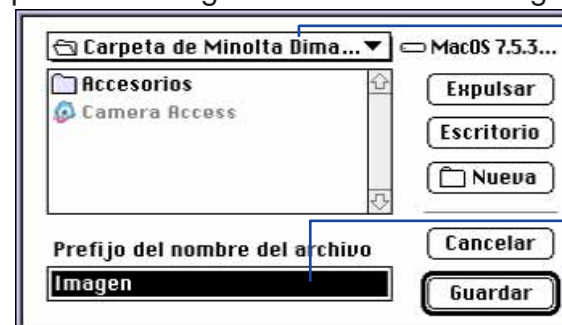 Carpeta de Minolta Dima... MacOS 7.5.3...
Accesorios
Camera Access
Expulsar
Escritorio
Nueva
Prefijo del nombre del archivo
Imagen
Cancelar
Guardar